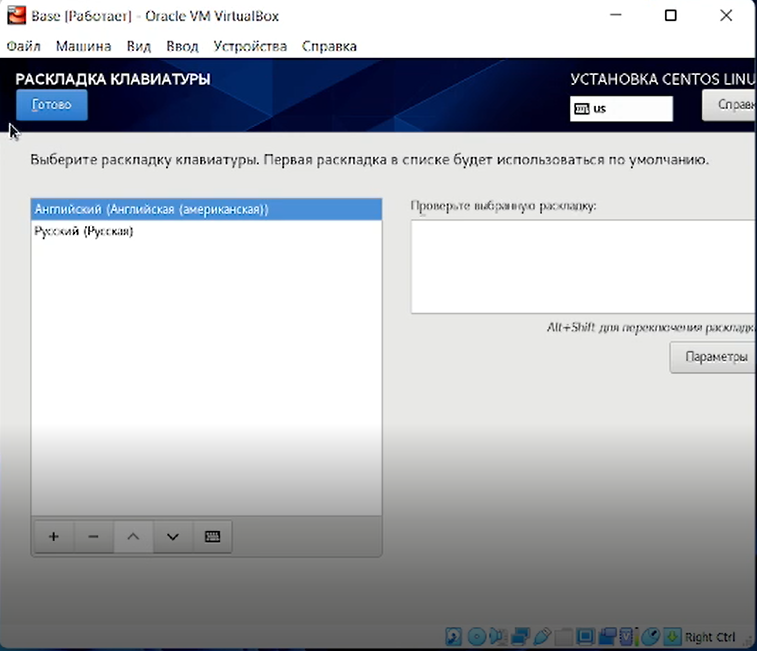 Base [Работает] - Oracle VM VirtualBox
Файл Машина Вид Ввод Устройства Справка
РАСКЛАДКА КЛАВИАТУРЫ
УСТАНОВКА CENTOS LINU
Готово
us
Справк
Выберите раскладку клавиатуры. Первая раскладка в списке будет использоваться по умолчанию.
Английский (Английская (американская))
Русский (Русская)
Проверьте выбранную раскладку:
Alt+Shift для переключения раскладк
Параметры
Right Ctrl